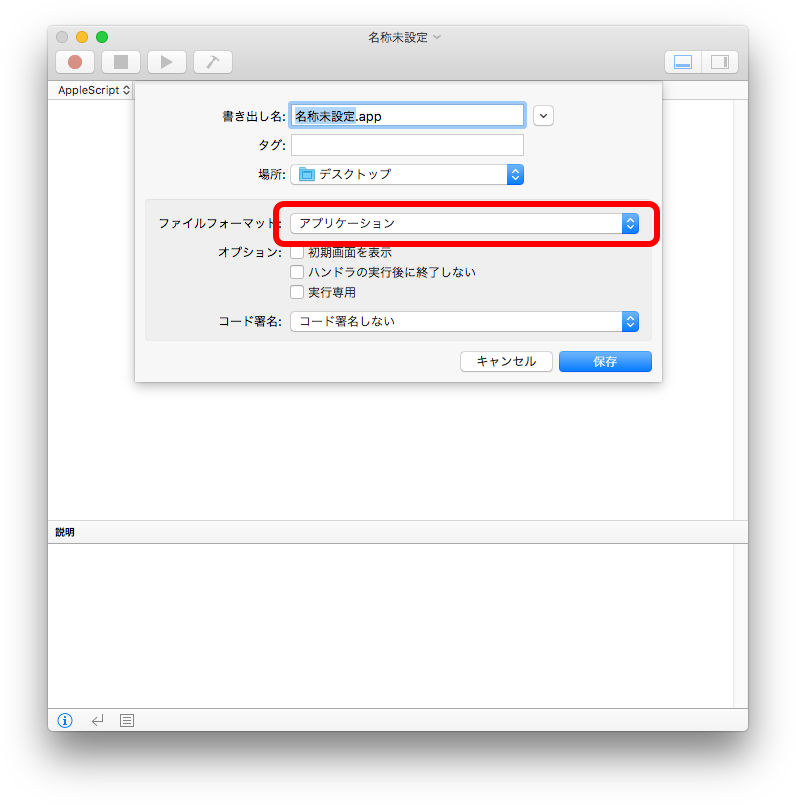 名称未設定
AppleScript
書き出し名: 名称未設定.app
タグ:
場所: デスクトップ
ファイルフォーマット: アプリケーション
オプション: 初期画面を表示
ハンドラの実行後に終了しない
実行専用
コード署名: コード署名しない
キャンセル 保存
説明